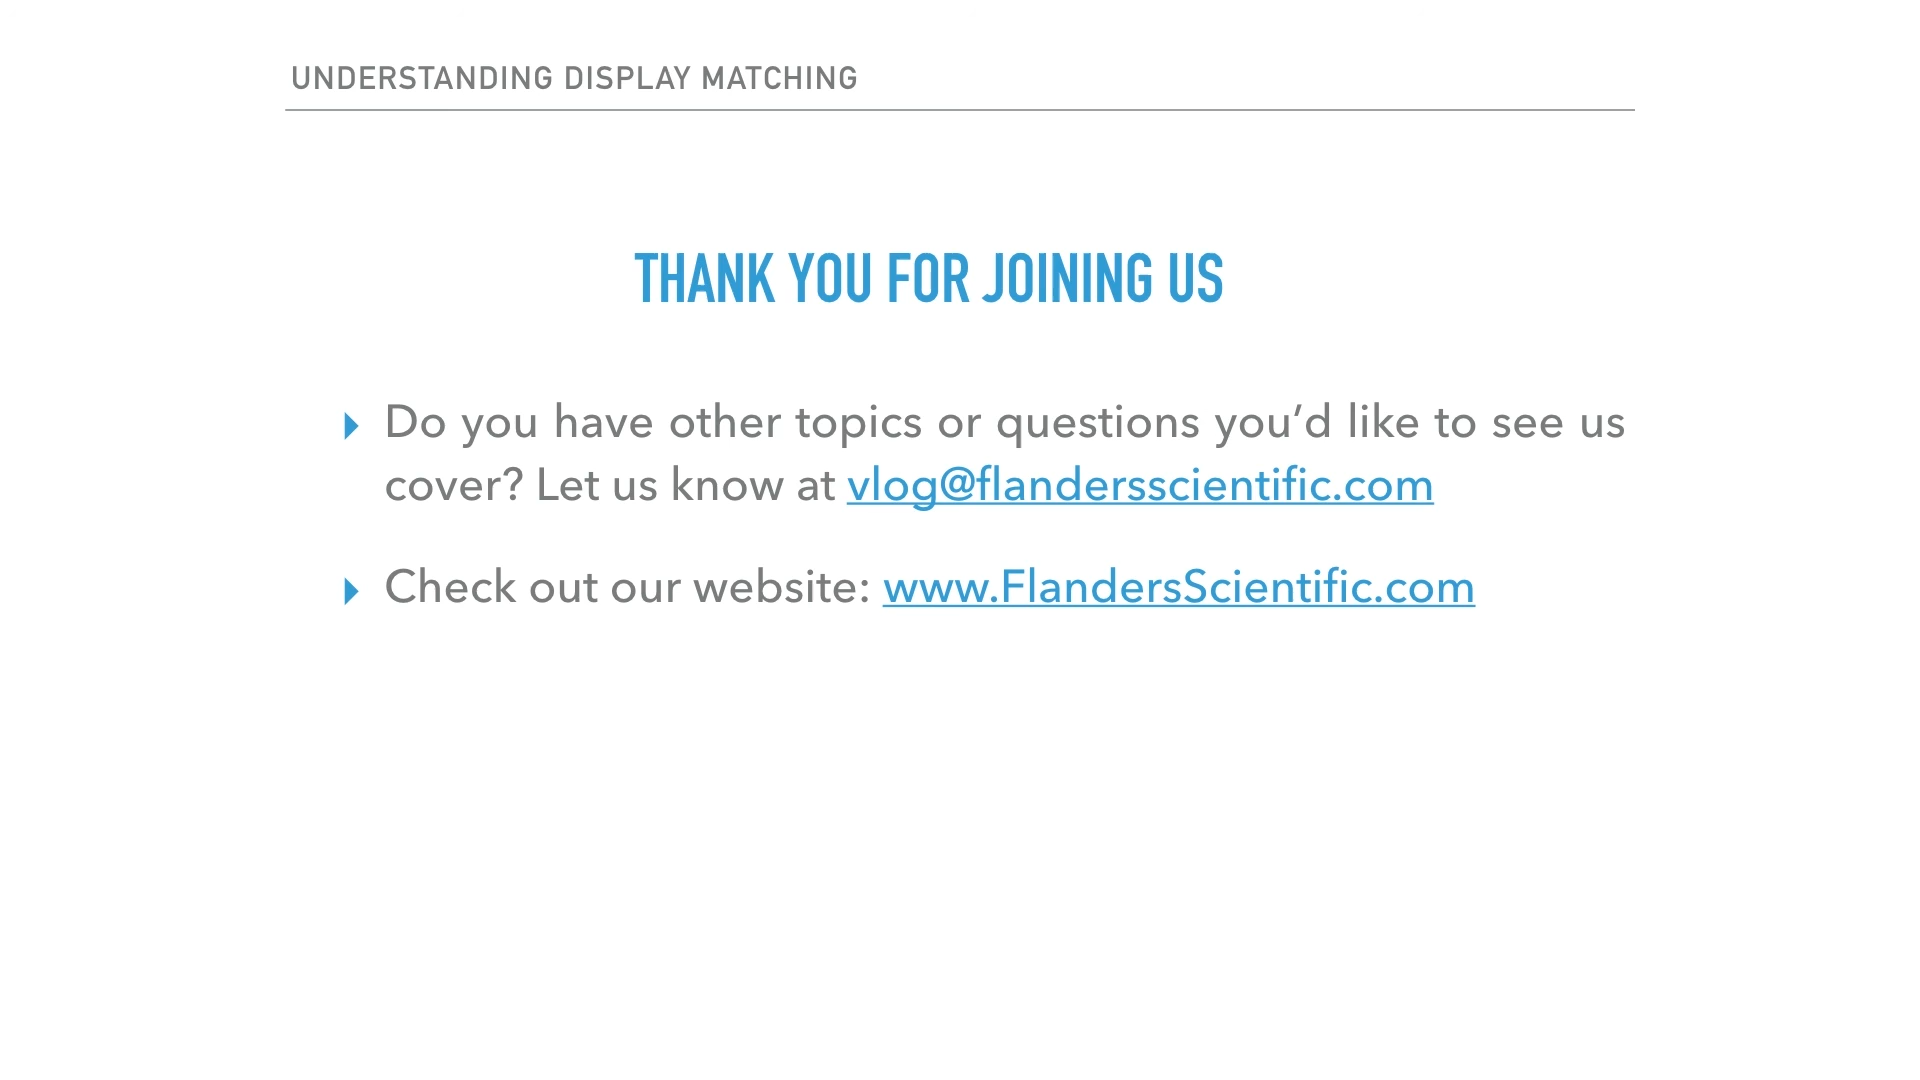 UNDERSTANDING DISPLAY MATCHING
THANK YOU FOR JOINING US
▸ Do you have other topics or questions you’d like to see us
cover? Let us know at vlog@flandersscientific.com
▸ Check out our website: www.FlandersScientific.com